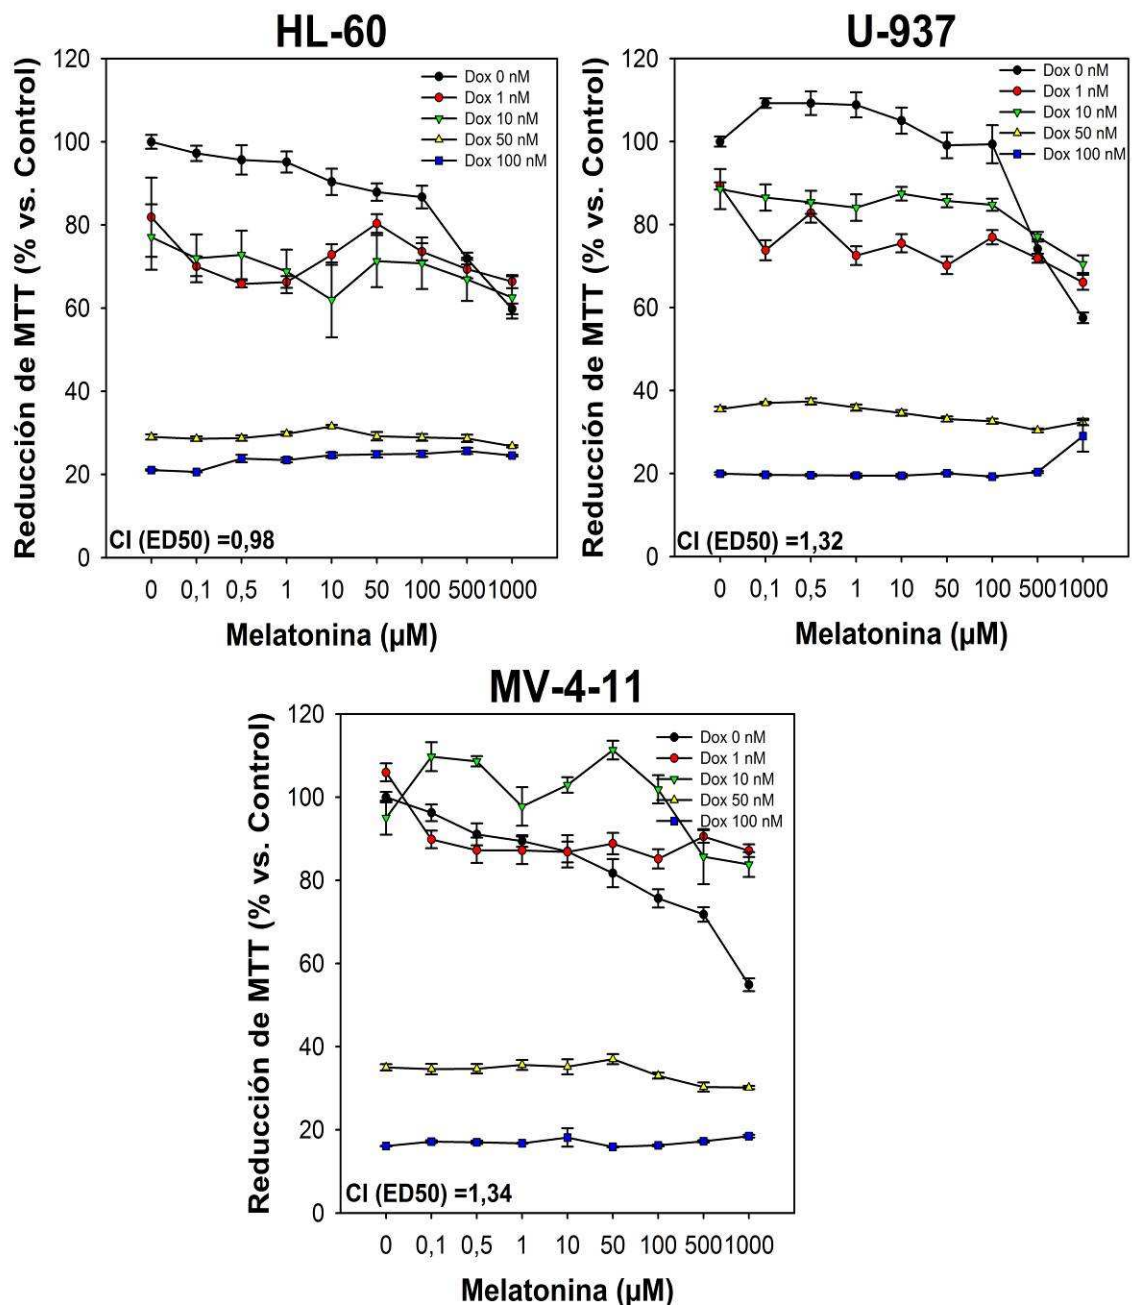 HL-60
Reducción de MTT (% vs. Control)
120
100
80
60
40
20
0
Dox 0 nM
Dox 1 nM
Dox 10 nM
Dox 50 nM
Dox 100 nM
CI (ED50) =0,98
0 0,1 0,5 1 10 50 100 500 1000
Melatonina (µM)
U-937
Reducción de MTT (% vs. Control)
120
100
80
60
40
20
0
Dox 0 nM
Dox 1 nM
Dox 10 nM
Dox 50 nM
Dox 100 nM
CI (ED50) =1,32
0 0,1 0,5 1 10 50 100 500 1000
Melatonina (µM)
MV-4-11
Reducción de MTT (% vs. Control)
120
100
80
60
40
20
0
Dox 0 nM
Dox 1 nM
Dox 10 nM
Dox 50 nM
Dox 100 nM
CI (ED50) =1,34
0 0,1 0,5 1 10 50 100 500 1000
Melatonina (µM)